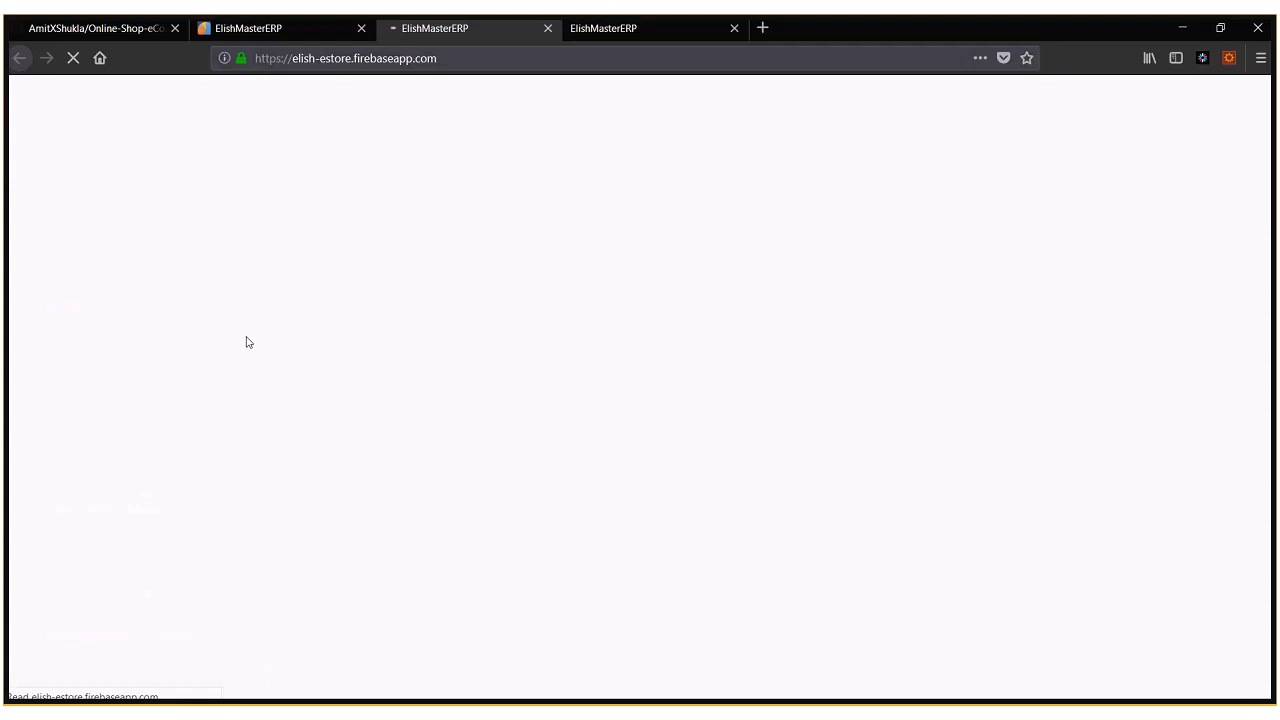 AmitXShukla/Online-Shop-eCo
ElishMasterERP
ElishMasterERP
ElishMasterERP
https://elish-estore.firebaseapp.com
Read elish-estore.firebaseapp.com